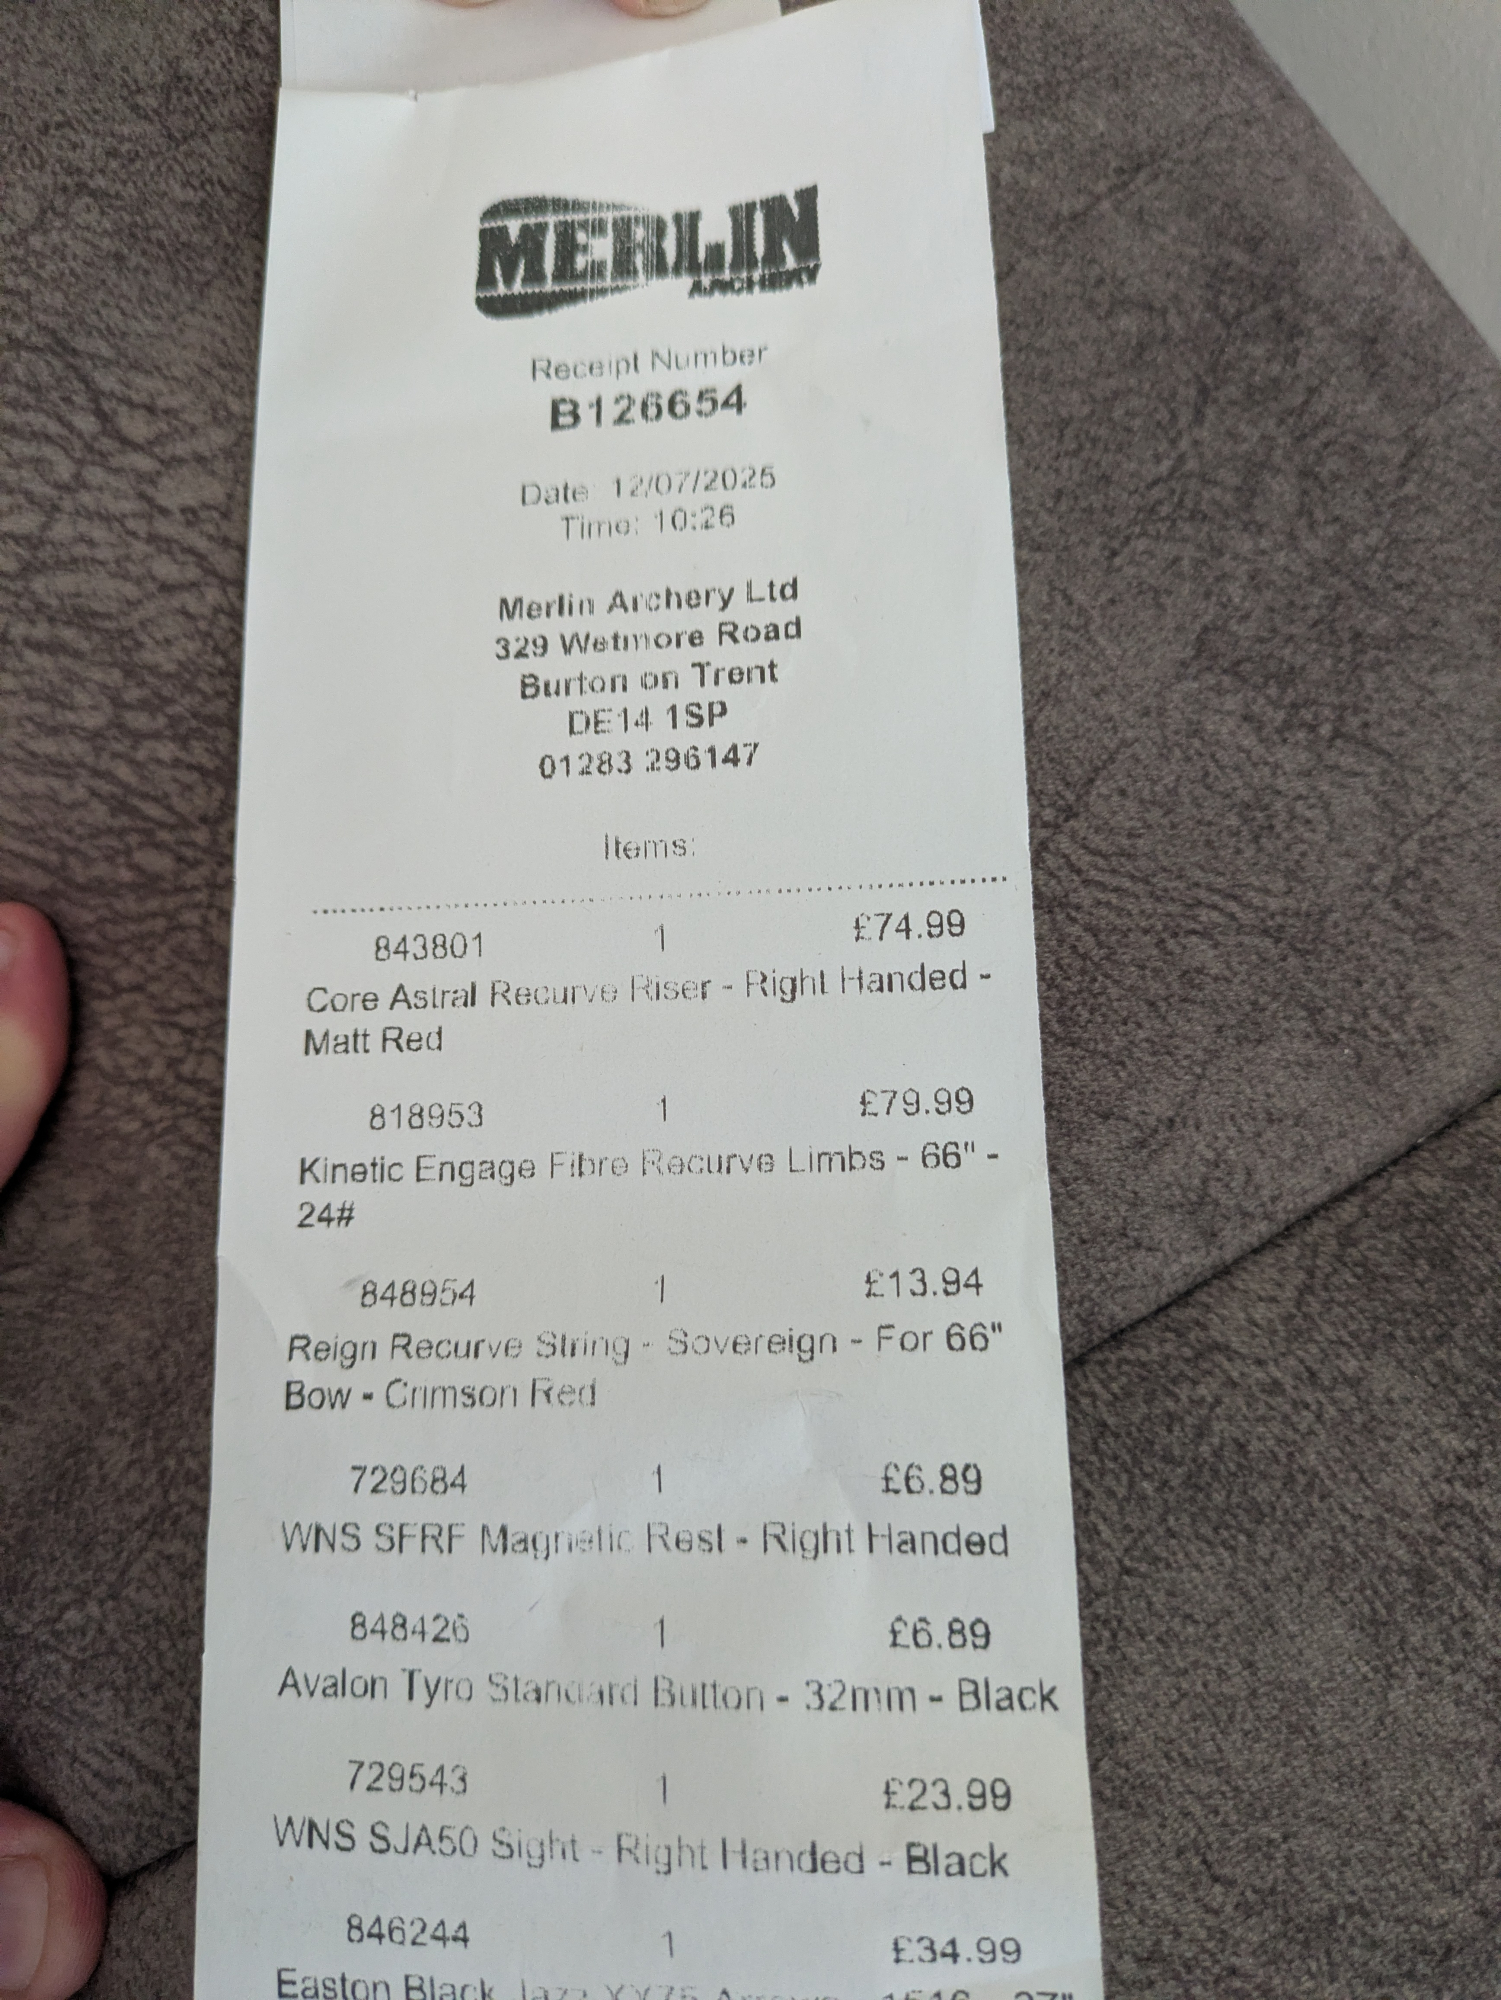 MERLIN
ARCHERY
Receipt Number
B126654
Date: 12/07/2025
Time: 10:26
Merlin Archery Ltd
329 Wetmore Road
Burton on Trent
DE14 1SP
01283 296147
Items:
843801 1 £74.99
Core Astral Recurve Riser - Right Handed -
Matt Red
818953 1 £79.99
Kinetic Engage Fibre Recurve Limbs - 66" -
24#
848954 1 £13.94
Reign Recurve String - Sovereign - For 66"
Bow - Crimson Red
729684 1 £6.89
WNS SFRF Magnetic Rest - Right Handed
848426 1 £6.89
Avalon Tyro Standard Button - 32mm - Black
729543 1 £23.99
WNS SJA50 Sight - Right Handed - Black
846244 1 £34.99
Easton Black Jazz XX75 Arrows - 1516 - 27"